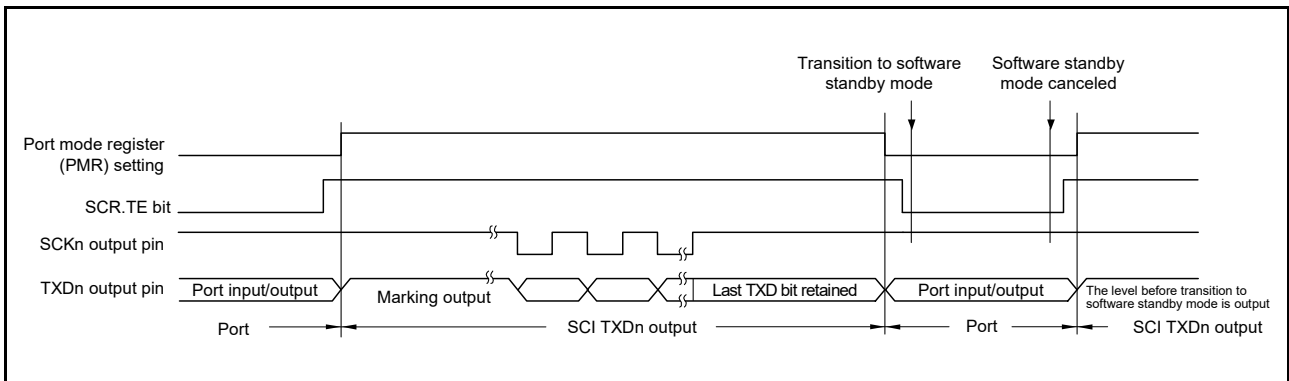 Transition to software
standby mode
Software standby
mode canceled
Port mode register
(PMR) setting
SCR.TE bit
SCKn output pin
TXDn output pin
Port input/output
Marking output
Last TXD bit retained
Port input/output
The level before transition to
software standby mode is output
Port
SCI TXDn output
Port
SCI TXDn output